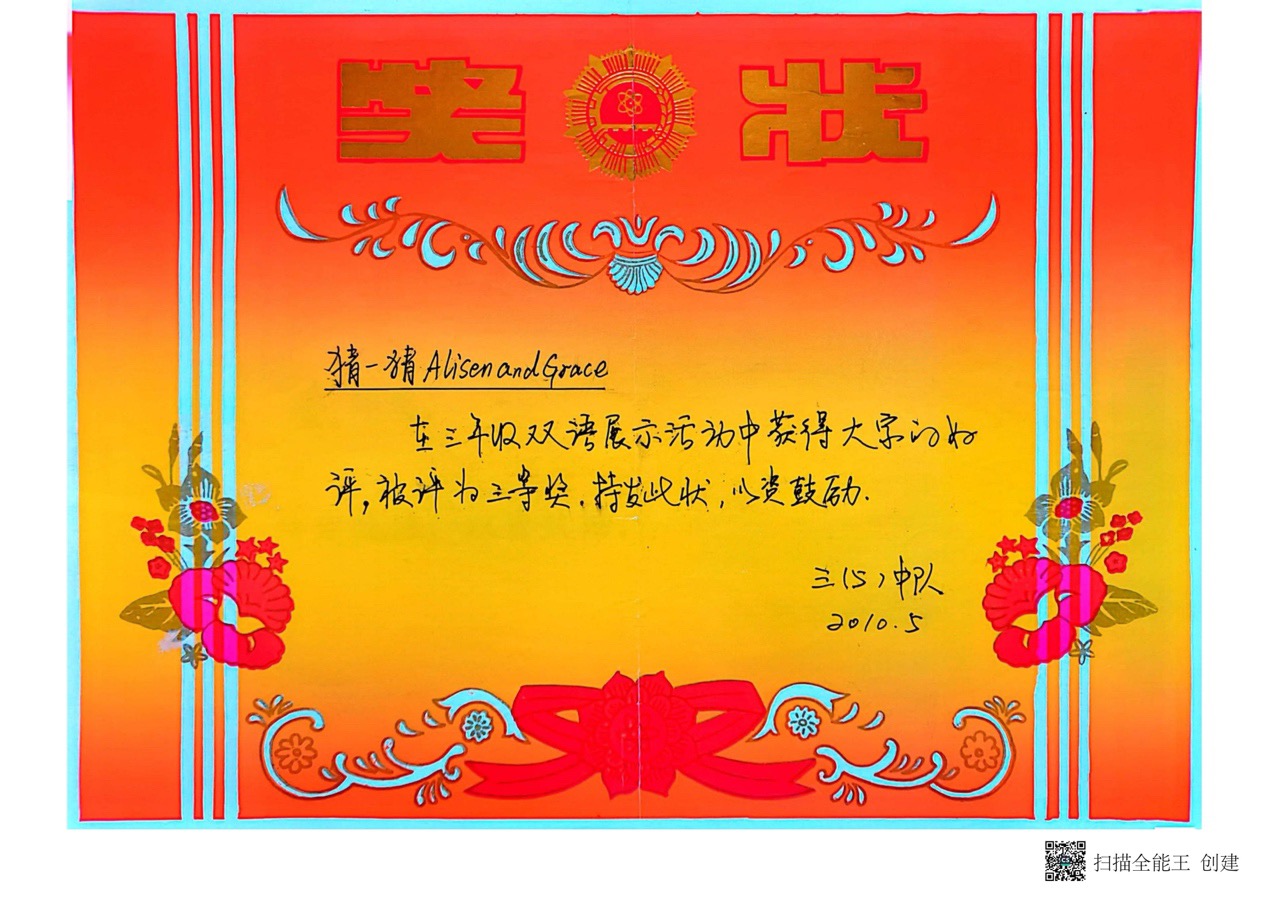 奖状
猜一猜 Alisen and Grace
在三年级双语展示活动中获得大家的好
评,被评为三等奖.特发此状,以资鼓励.
三(5)中队
2010.5
扫描全能王 创建